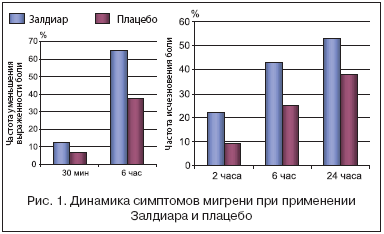 Залдиар Плацебо
%
Частота уменьшения
выраженности боли
70
60
50
40
30
20
10
0
30 мин 6 час
%
Частота исчезновения боли
60
50
40
30
20
10
0
2 часа 6 час 24 часа
Рис. 1. Динамика симптомов мигрени при применении
Залдиара и плацебо